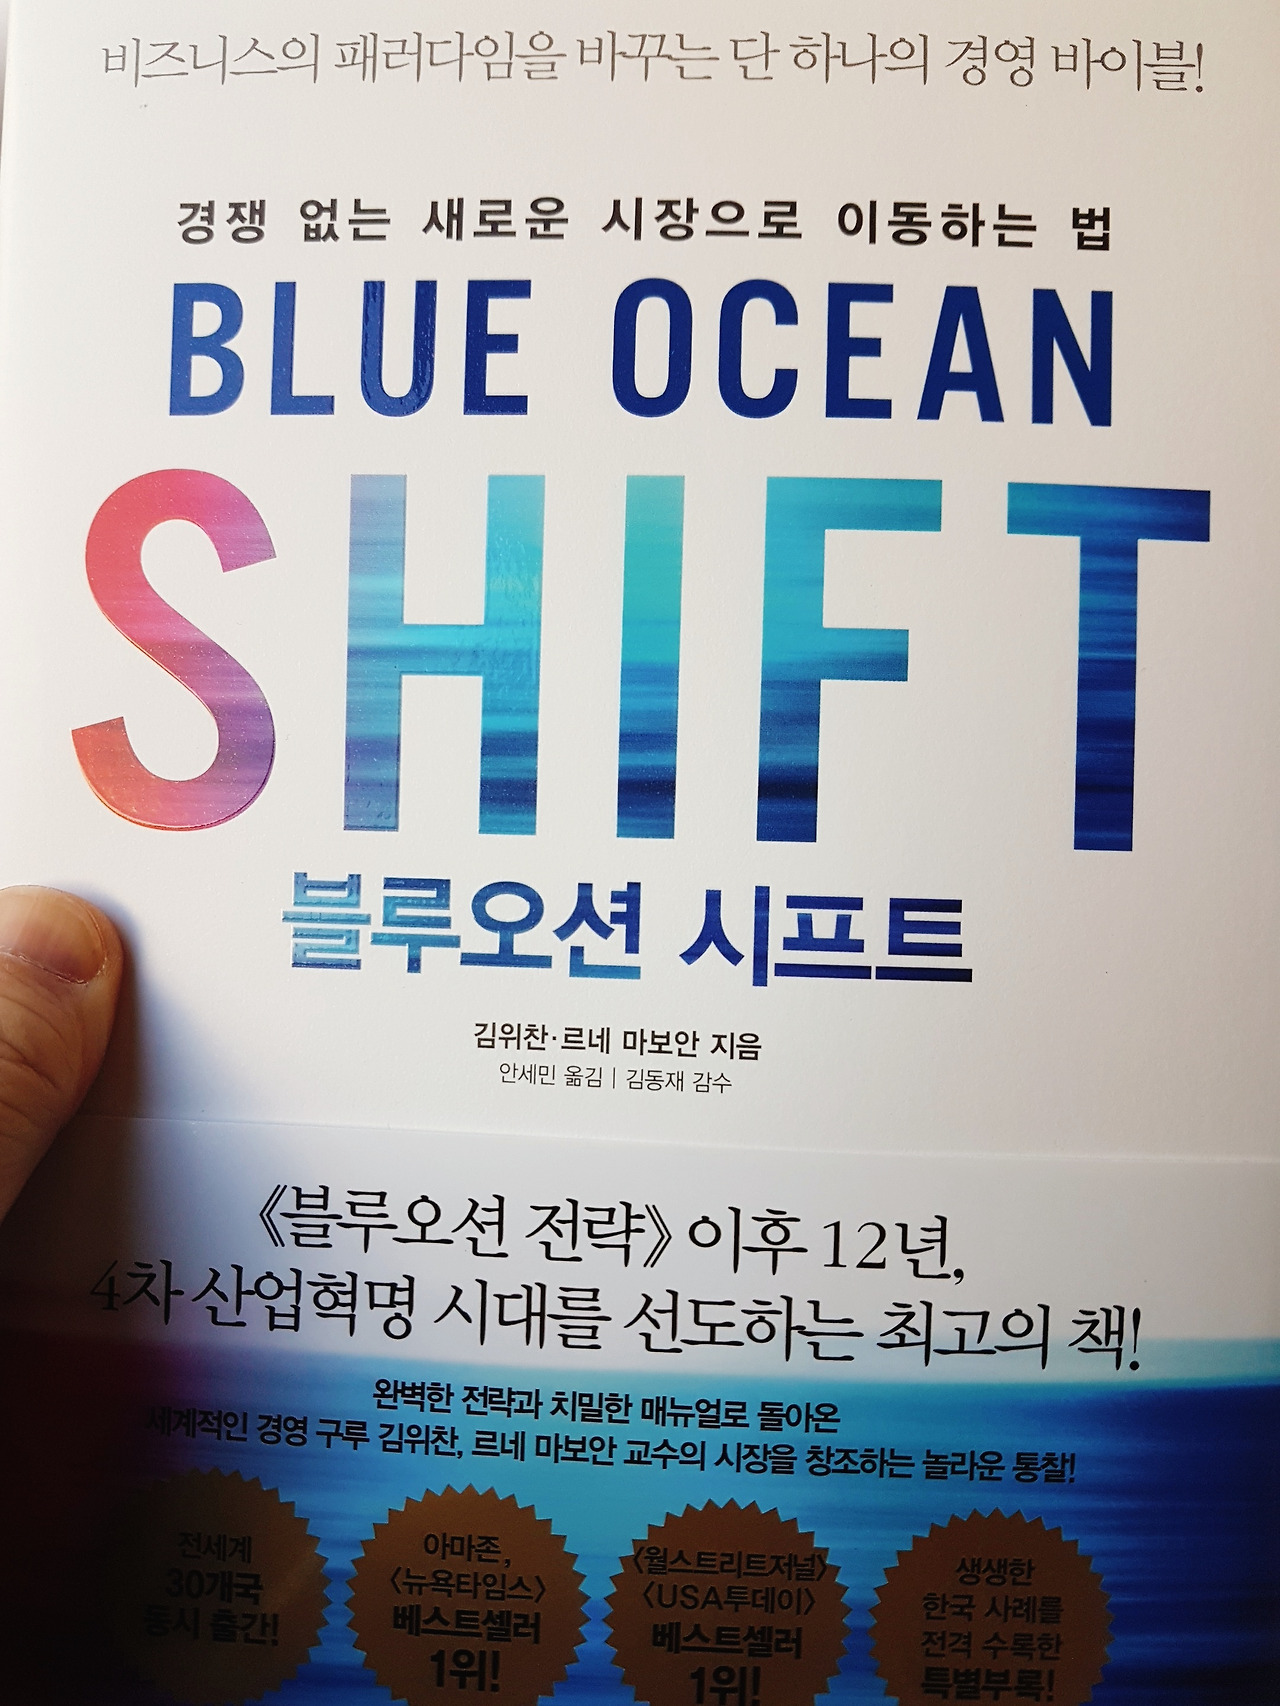 비즈니스의 패러다임을 바꾸는 단 하나의 경영 바이블!
경쟁 없는 새로운 시장으로 이동하는 법
BLUE OCEAN
SHIFT
블루오션 시프트
김위찬·르네 마보안 지음
안세민 옮김 | 김동재 감수
《블루오션 전략》 이후 12년,
4차 산업혁명 시대를 선도하는 최고의 책!
완벽한 전략과 치밀한 매뉴얼로 돌아온
세계적인 경영 구루 김위찬, 르네 마보안 교수의 시장을 창조하는 놀라운 통찰!
전세계
30개국
동시 출간!
아마존,
〈뉴욕타임스〉
베스트셀러
1위!
〈월스트리트저널〉
〈USA투데이〉
베스트셀러
1위!
생생한
한국 사례를
전격 수록한
특별부록!